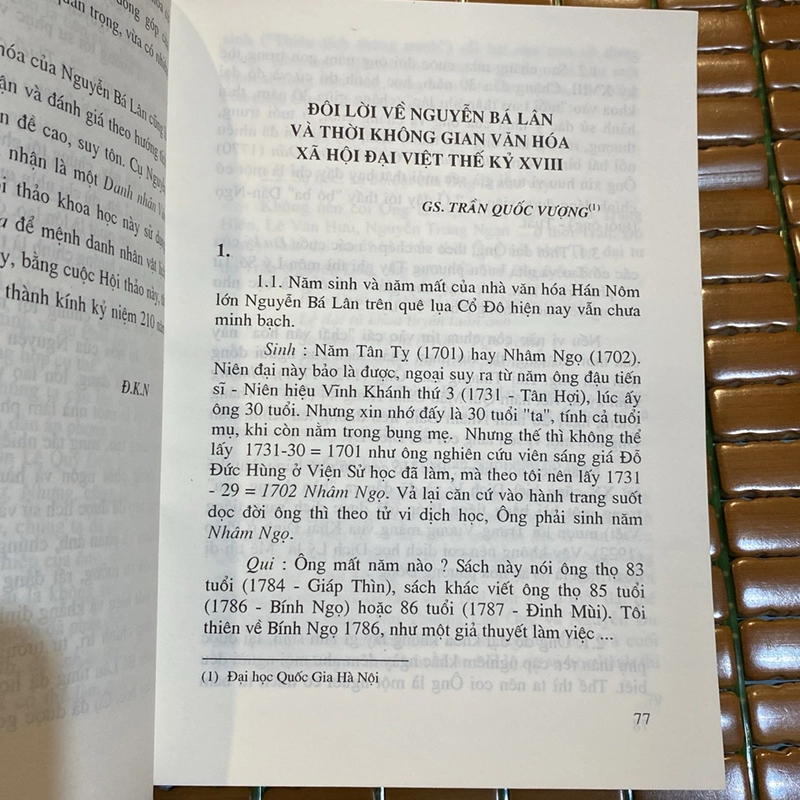 đóng góp
quan trọng, vừa có
hóa của Nguyễn Bá Lân cũng
và đánh giá theo hướng
đề cao, suy tôn. Cụ
nhận là một Danh nhân
thảo khoa học này sử
để mệnh danh nhân vật
bằng cuộc Hội thảo này,
thành kính kỷ niệm 210 năm
Đ.K.N
ĐÔI LỜI VỀ NGUYỄN BÁ LÂN
VÀ THỜI KHÔNG GIAN VĂN HÓA
XÃ HỘI ĐẠI VIỆT THẾ KỶ XVIII
GS. TRẦN QUỐC VƯỢNG(1)
1.
1.1. Năm sinh và năm mất của nhà văn hóa Hán Nôm
lớn Nguyễn Bá Lân trên quê lụa Cổ Đô hiện nay vẫn chưa
minh bạch.
Sinh : Năm Tân Tỵ (1701) hay Nhâm Ngọ (1702).
Niên đại này bảo là được, ngoại suy ra từ năm ông đậu tiến
sĩ - Niên hiệu Vĩnh Khánh thứ 3 (1731 - Tân Hợi), lúc ấy
ông 30 tuổi. Nhưng xin nhớ đấy là 30 tuổi "ta", tính cả tuổi
mụ, khi còn nằm trong bụng mẹ. Nhưng thế thì không thể
lấy 1731-30 = 1701 như ông nghiên cứu viên sáng giá Đỗ
Đức Hùng ở Viện Sử học đã làm, mà theo tôi nên lấy 1731
- 29 = 1702 Nhâm Ngọ. Vả lại căn cứ vào hành trang suốt
dọc đời ông thì theo tử vi dịch học, Ông phải sinh năm
Nhâm Ngọ.
Qui : Ông mất năm nào ? Sách này nói ông thọ 83
tuổi (1784 - Giáp Thìn), sách khác viết ông thọ 85 tuổi
(1786 - Bính Ngọ) hoặc 86 tuổi (1787 - Đinh Mùi). Tôi
thiên về Bính Ngọ 1786, như một giả thuyết làm việc ...
(1) Đại học Quốc Gia Hà Nội
77